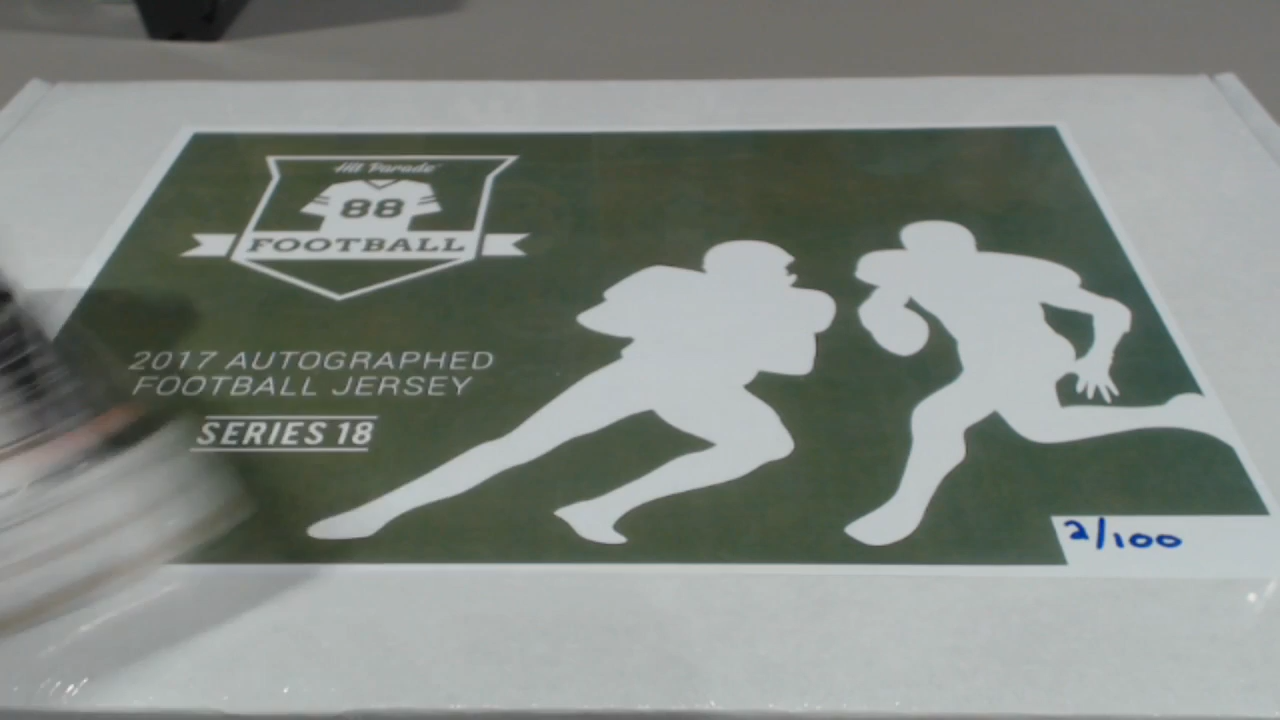 Hit Parade
88
FOOTBALL
2017 AUTOGRAPHED
FOOTBALL JERSEY
SERIES 18
2/100